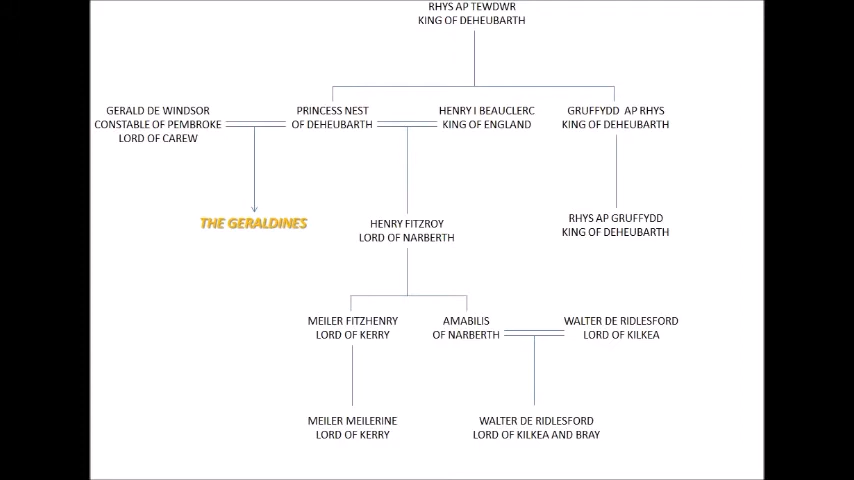 RHYS AP TEWDWR
KING OF DEHEUBARTH
GERALD DE WINDSOR
CONSTABLE OF PEMBROKE
LORD OF CAREW
PRINCESS NEST
OF DEHEUBARTH
HENRY I BEAUCLERC
KING OF ENGLAND
GRUFFYDD AP RHYS
KING OF DEHEUBARTH
THE GERALDINES
HENRY FITZROY
LORD OF NARBERTH
RHYS AP GRUFFYDD
KING OF DEHEUBARTH
MEILER FITZHENRY
LORD OF KERRY
AMABILIS
OF NARBERTH
WALTER DE RIDLESFORD
LORD OF KILKEA
MEILER MEILERINE
LORD OF KERRY
WALTER DE RIDLESFORD
LORD OF KILKEA AND BRAY